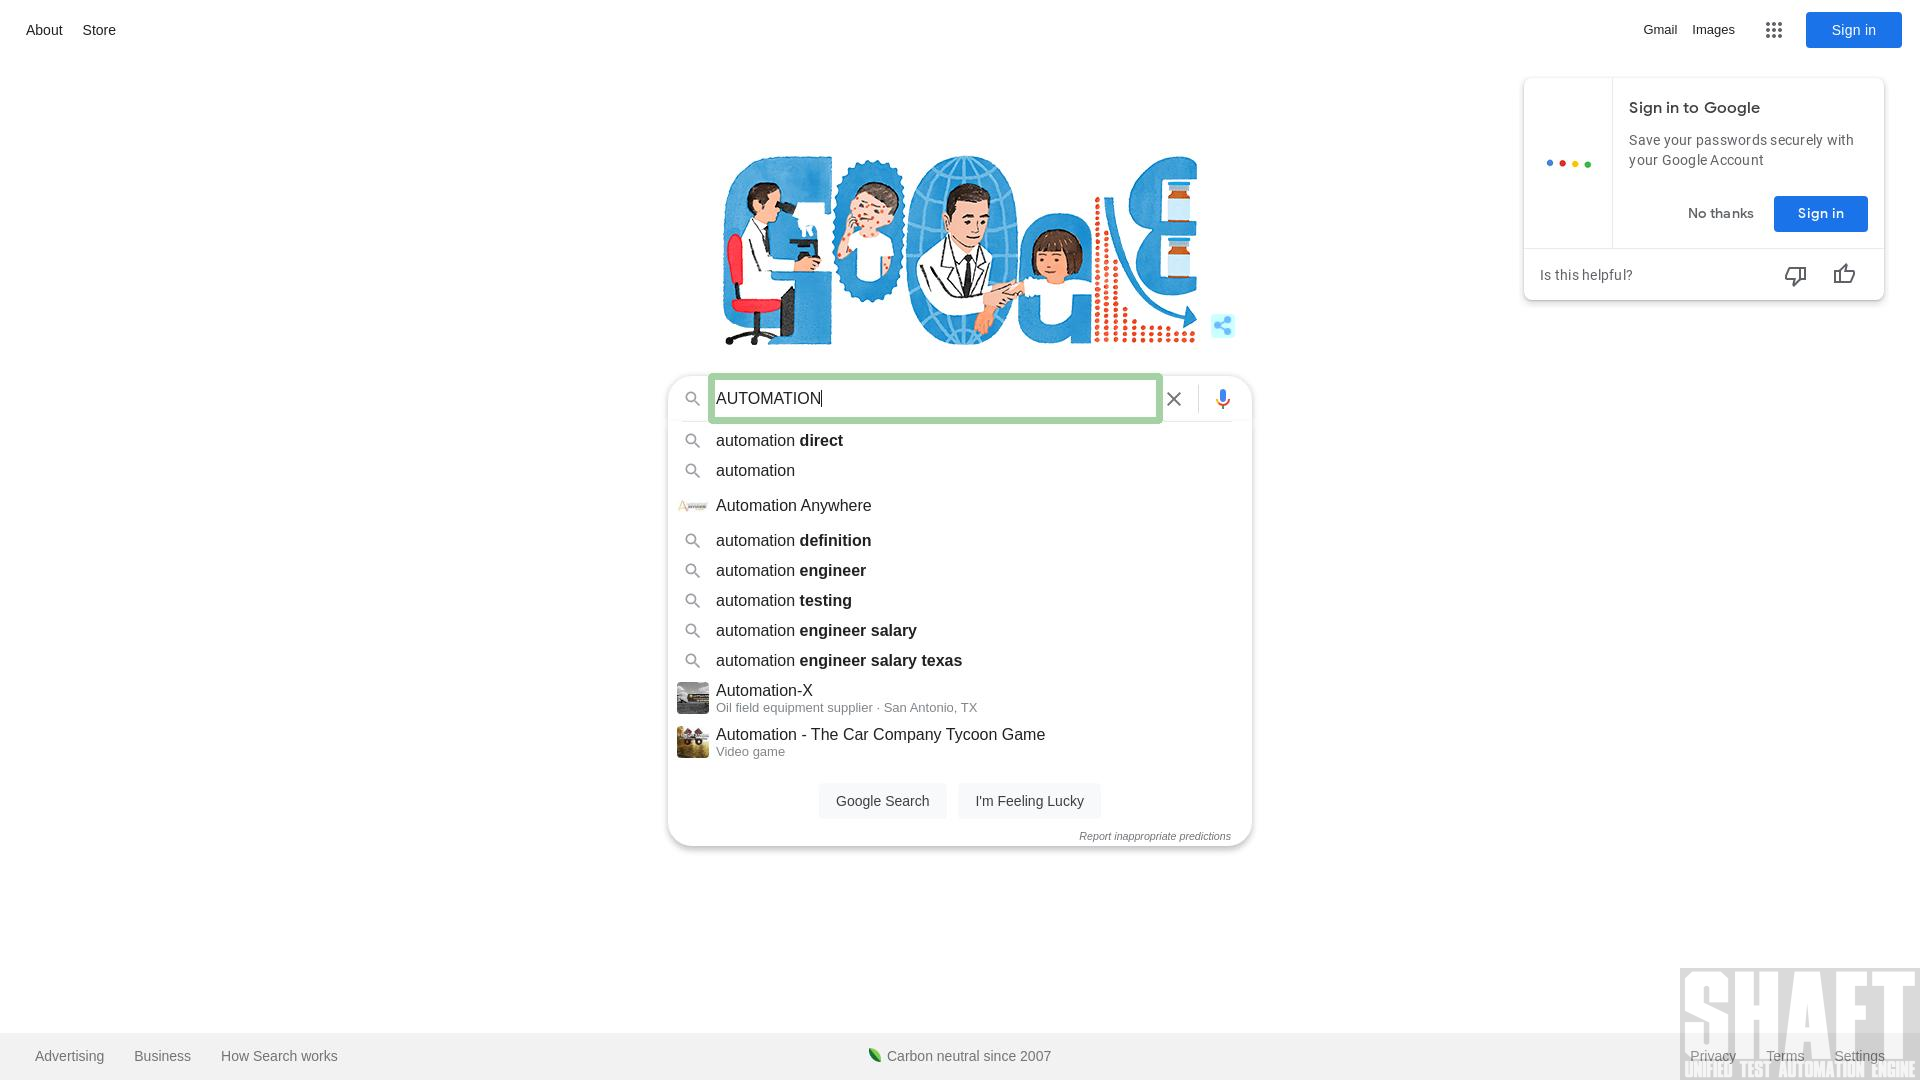 About Store
Gmail Images Sign in
Sign in to Google
Save your passwords securely with
your Google Account
No thanks Sign in
Is this helpful?
AUTOMATION
automation direct
automation
Automation Anywhere
automation definition
automation engineer
automation testing
automation engineer salary
automation engineer salary texas
Automation-X
Oil field equipment supplier · San Antonio, TX
Automation - The Car Company Tycoon Game
Video game
Google Search I'm Feeling Lucky
Report inappropriate predictions
SHAFT
UNIFIED TEST AUTOMATION ENGINE
Advertising Business How Search works Carbon neutral since 2007 Privacy Terms Settings